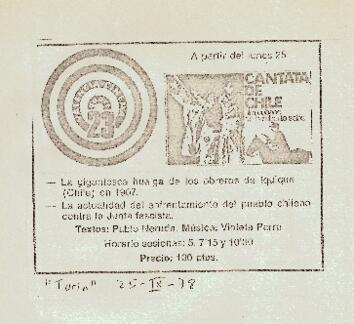 A partir del lunes 25
23
CANTATA
DE
CHILE
— La gigantesca huelga de los obreros de Iquique
(Chile) en 1907.
— La actualidad del enfrentamiento del pueblo chileno
contra la Junta fascista.
Textos: Pablo Neruda. Música: Violeta Parra
Horario sesiones: 5, 7'15 y 10'30
Precio: 100 ptas.
"Turia" 25-IX-78